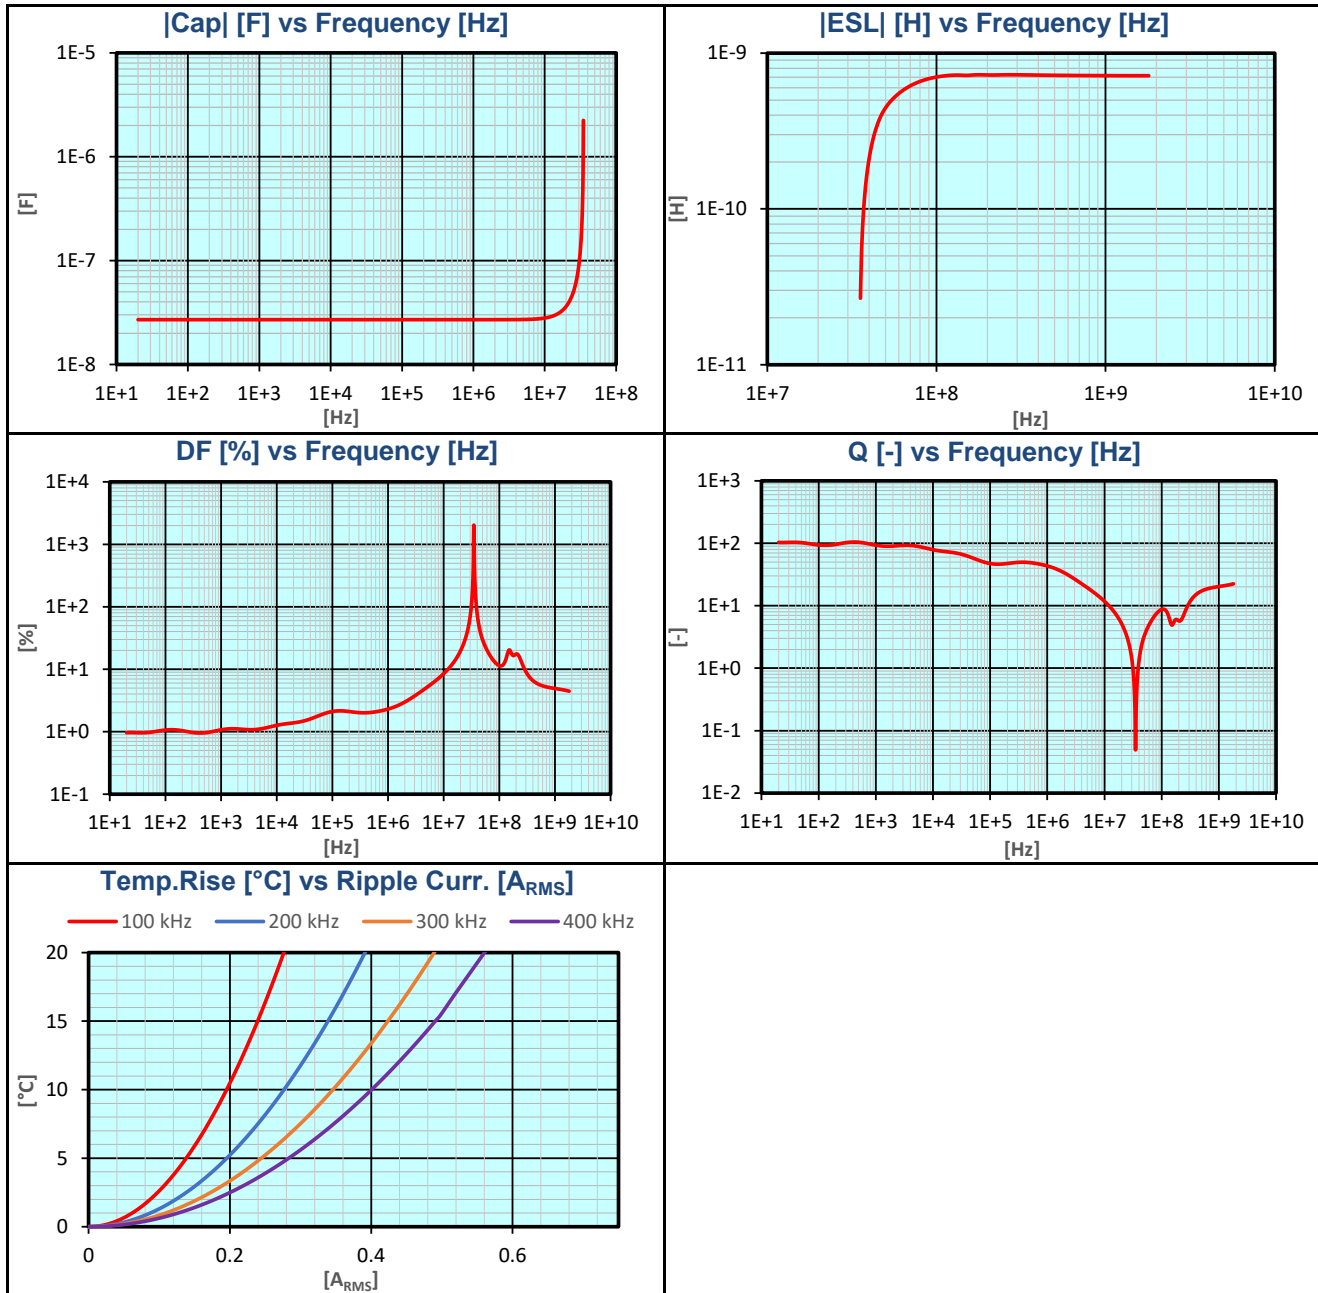 |Cap| [F] vs Frequency [Hz]
1E-5
1E-6
1E-7
1E-8
[F]
1E+1 1E+2 1E+3 1E+4 1E+5 1E+6 1E+7 1E+8
[Hz]
|ESL| [H] vs Frequency [Hz]
1E-9
1E-10
1E-11
[H]
1E+7 1E+8 1E+9 1E+10
[Hz]
DF [%] vs Frequency [Hz]
1E+4
1E+3
1E+2
1E+1
1E+0
1E-1
[%]
1E+1 1E+2 1E+3 1E+4 1E+5 1E+6 1E+7 1E+8 1E+9 1E+10
[Hz]
Q [-] vs Frequency [Hz]
1E+3
1E+2
1E+1
1E+0
1E-1
1E-2
[-]
1E+1 1E+2 1E+3 1E+4 1E+5 1E+6 1E+7 1E+8 1E+9 1E+10
[Hz]
Temp.Rise [°C] vs Ripple Curr. [ARMS]
100 kHz 200 kHz 300 kHz 400 kHz
20
15
10
5
0
[°C]
0 0.2 0.4 0.6
[ARMS]